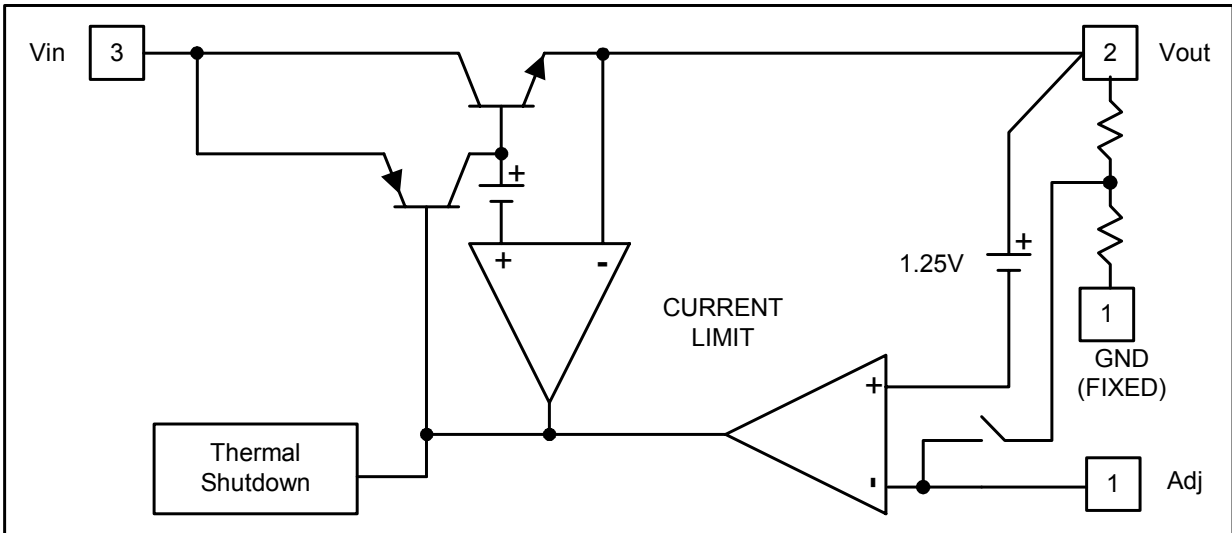 Vin
3
2
Vout
+
+
-
1.25V
+
CURRENT
LIMIT
1
GND
(FIXED)
+
Thermal
Shutdown
-
1
Adj